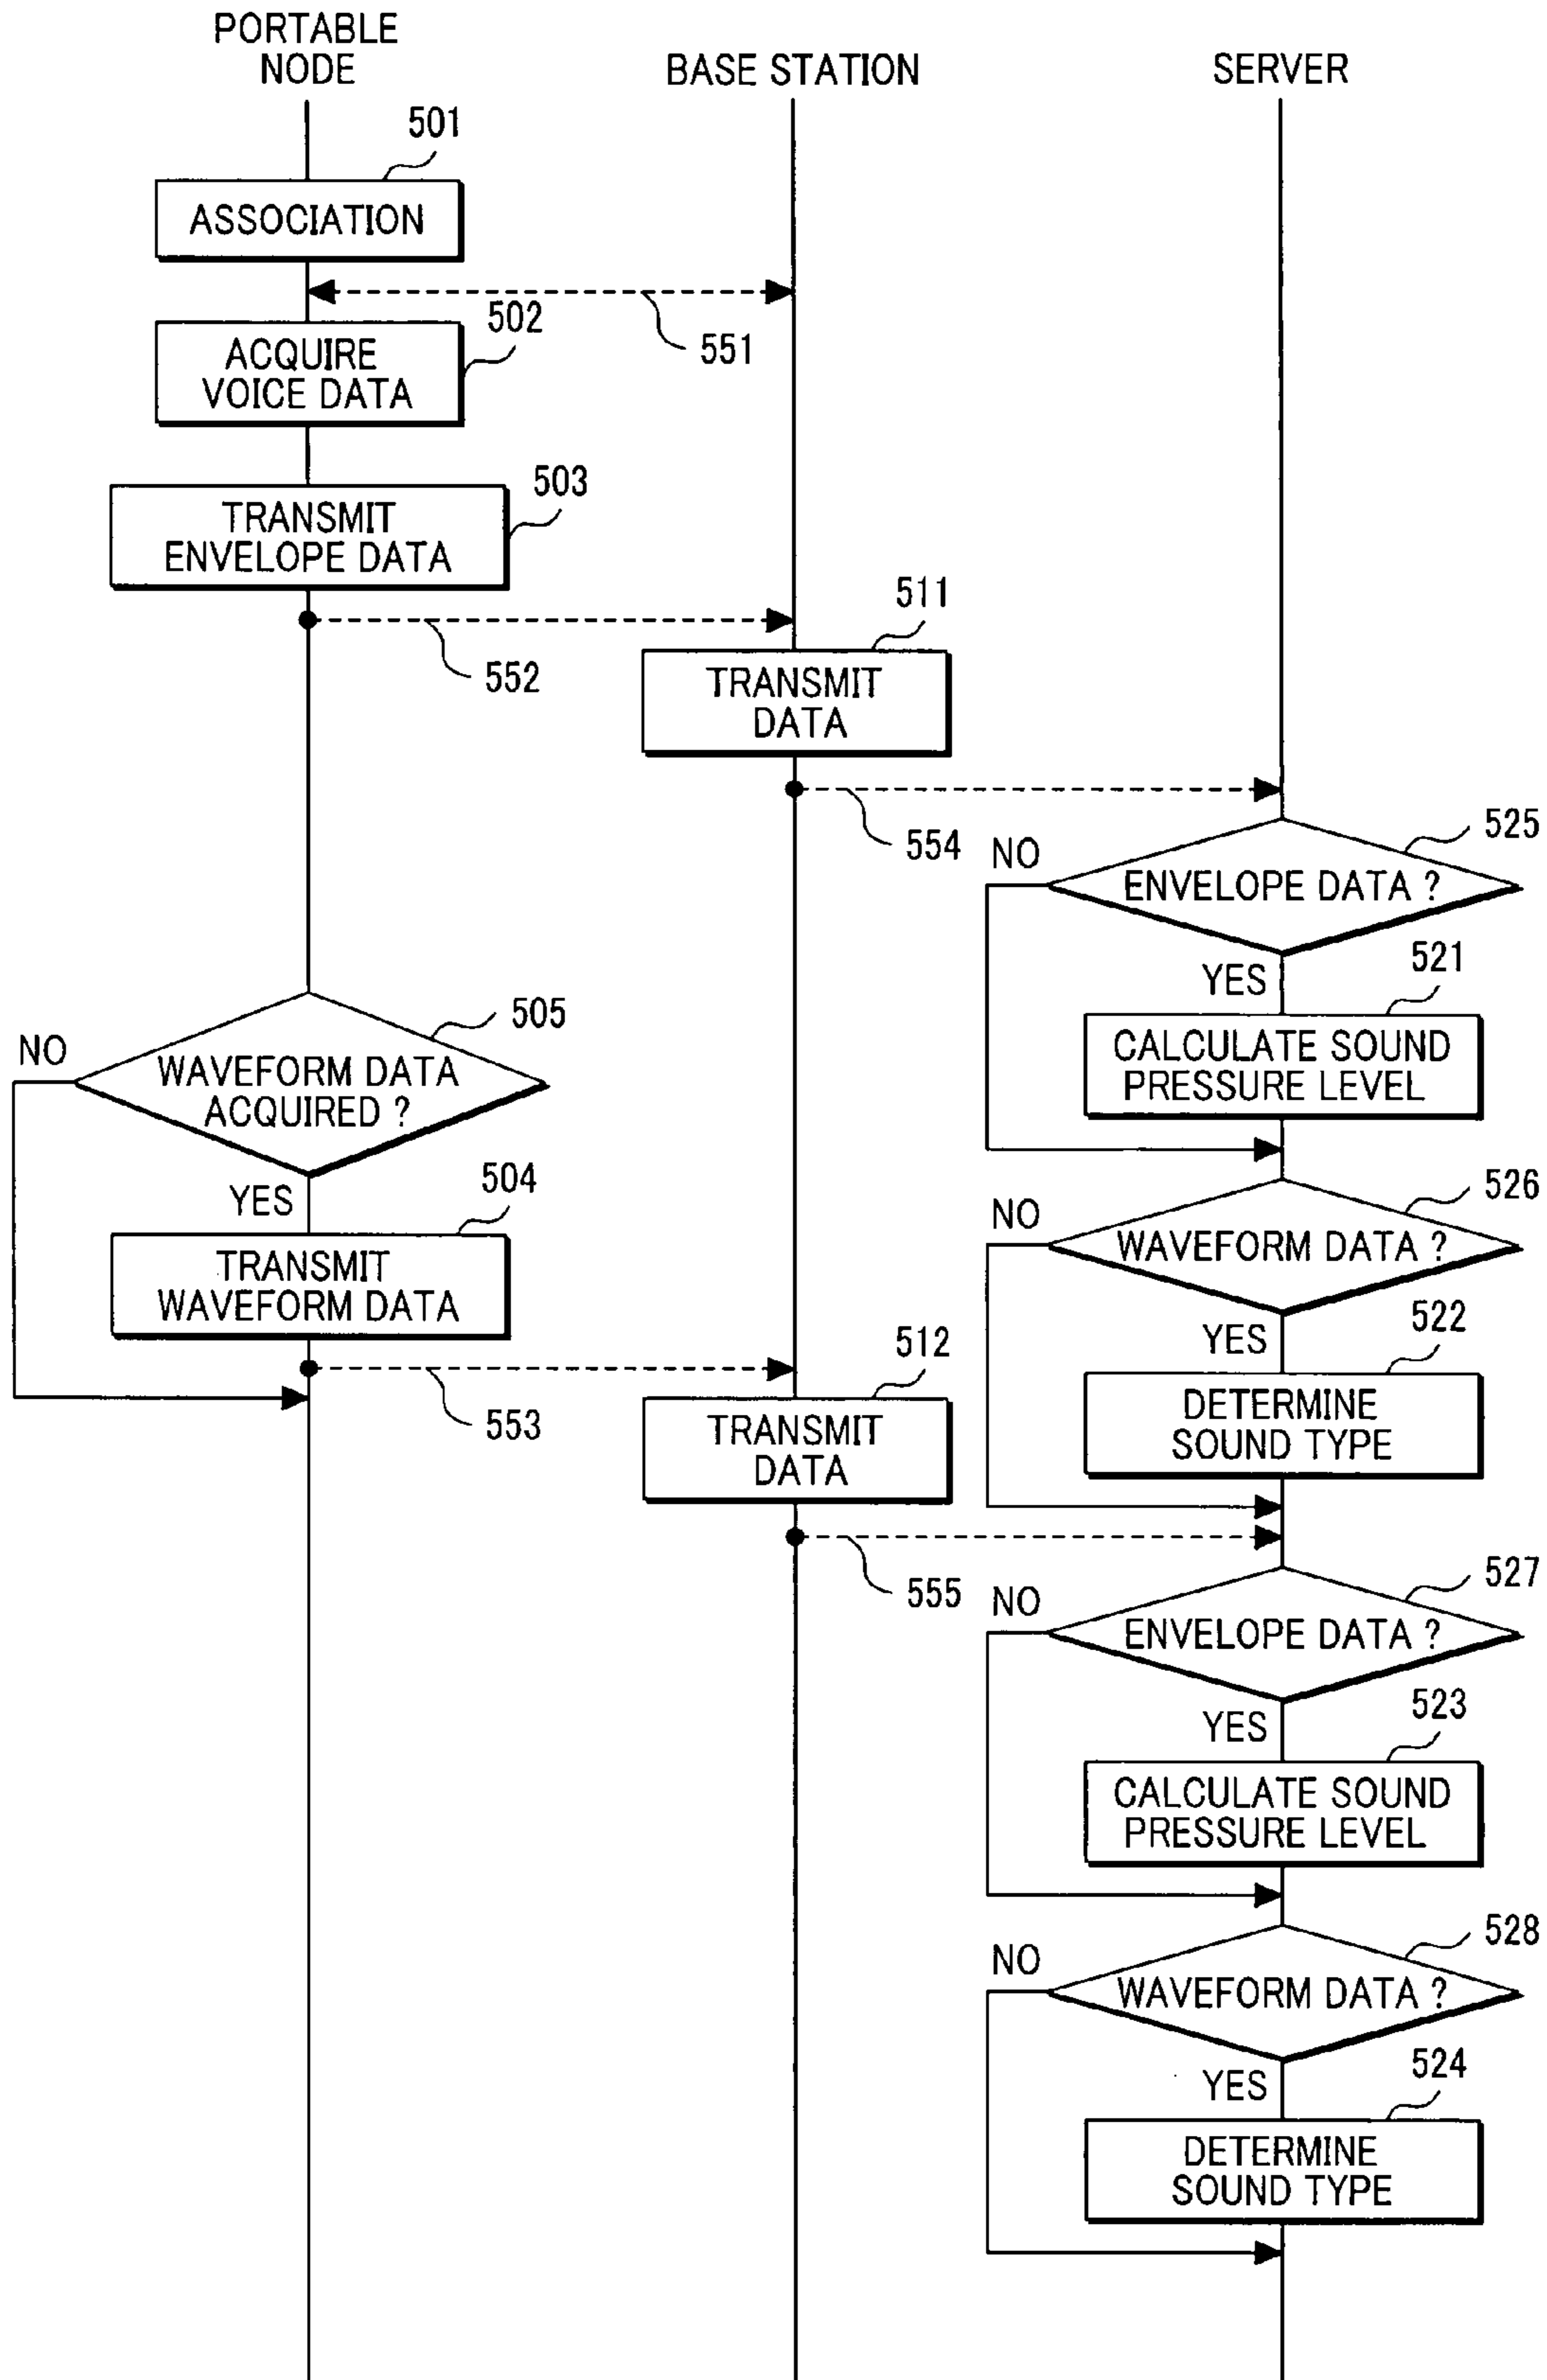 PORTABLE
NODE
BASE STATION
SERVER
501
ASSOCIATION
551
502
ACQUIRE
VOICE DATA
503
TRANSMIT
ENVELOPE DATA
552
511
TRANSMIT
DATA
554
525
NO
ENVELOPE DATA ?
YES
521
CALCULATE SOUND
PRESSURE LEVEL
505
NO
WAVEFORM DATA
ACQUIRED ?
YES
504
TRANSMIT
WAVEFORM DATA
553
526
NO
WAVEFORM DATA ?
YES
522
DETERMINE
SOUND TYPE
512
TRANSMIT
DATA
555
527
NO
ENVELOPE DATA ?
YES
523
CALCULATE SOUND
PRESSURE LEVEL
528
NO
WAVEFORM DATA ?
YES
524
DETERMINE
SOUND TYPE